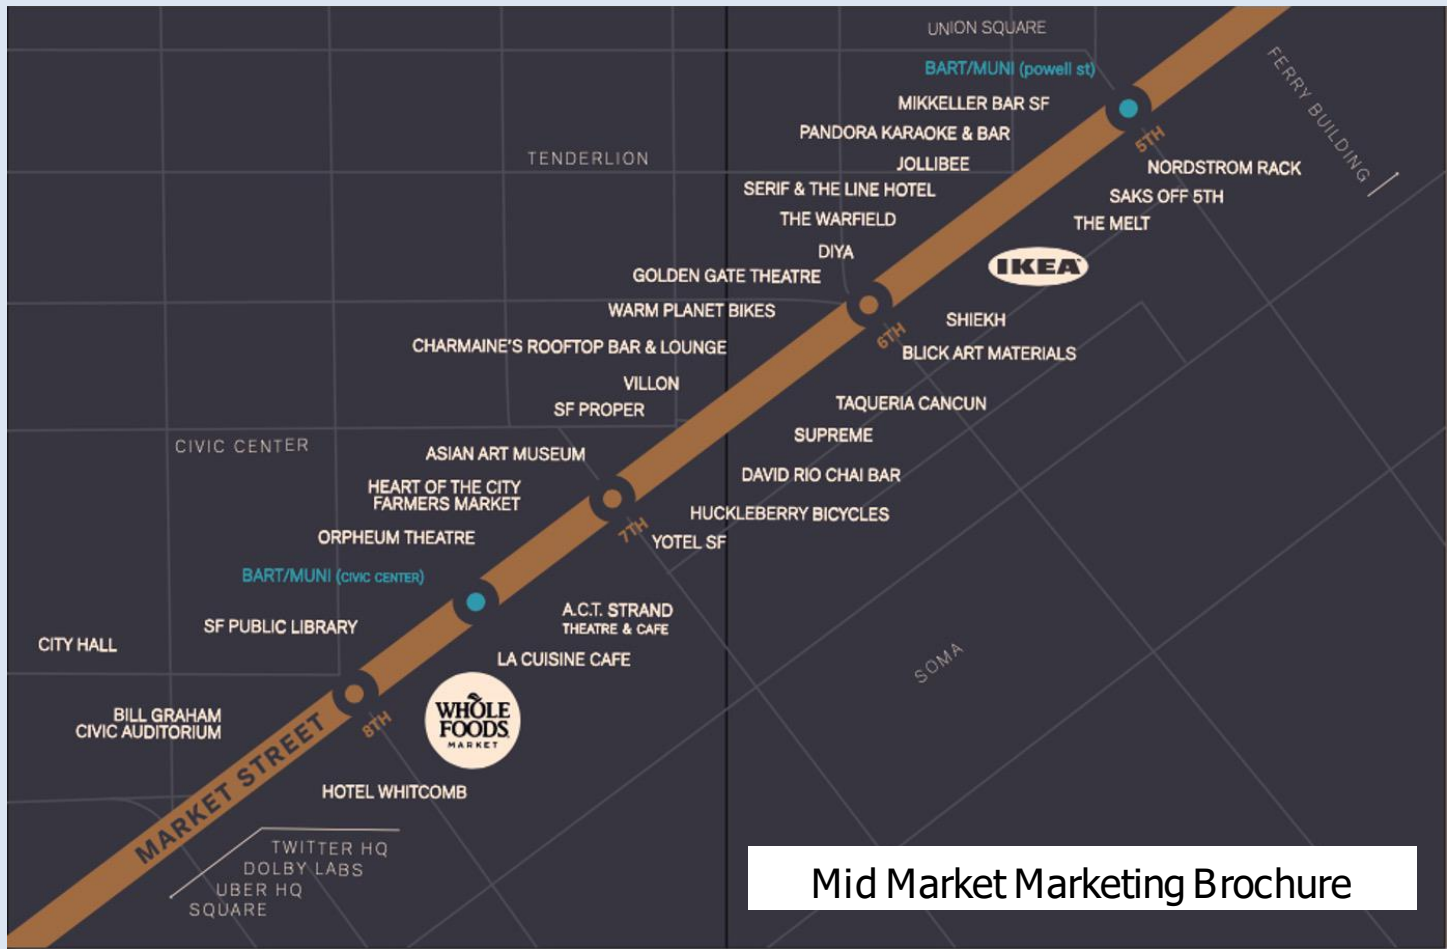 UNION SQUARE
BART/MUNI (powell st)
MIKKELLER BAR SF
PANDORA KARAOKE & BAR
JOLLIBEE
SERIF & THE LINE HOTEL
THE WARFIELD
DIYA
GOLDEN GATE THEATRE
WARM PLANET BIKES
CHARMAINE'S ROOFTOP BAR & LOUNGE
VILLON
SF PROPER
ASIAN ART MUSEUM
HEART OF THE CITY
FARMERS MARKET
ORPHEUM THEATRE
BART/MUNI (CIVIC CENTER)
SF PUBLIC LIBRARY
CITY HALL
BILL GRAHAM
CIVIC AUDITORIUM
TENDERLION
CIVIC CENTER
FERRY BUILDING
5TH
NORDSTROM RACK
SAKS OFF 5TH
THE MELT
IKEA
6TH
SHIEKH
BLICK ART MATERIALS
TAQUERIA CANCUN
SUPREME
DAVID RIO CHAI BAR
HUCKLEBERRY BICYCLES
7TH
YOTEL SF
A.C.T. STRAND
THEATRE & CAFE
LA CUISINE CAFE
WHOLE
FOODS
MARKET
8TH
HOTEL WHITCOMB
MARKET STREET
SOMA
TWITTER HQ
DOLBY LABS
UBER HQ
SQUARE
Mid Market Marketing Brochure